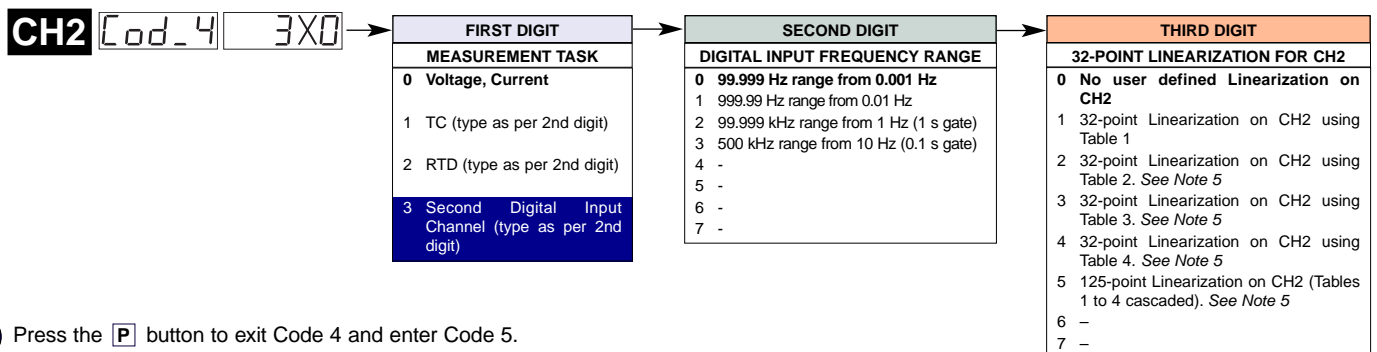 CH2 Cod_4 3X0
FIRST DIGIT
MEASUREMENT TASK
0 Voltage, Current
1 TC (type as per 2nd digit)
2 RTD (type as per 2nd digit)
3 Second Digital Input
Channel (type as per 2nd
digit)
SECOND DIGIT
DIGITAL INPUT FREQUENCY RANGE
0 99.999 Hz range from 0.001 Hz
1 999.99 Hz range from 0.01 Hz
2 99.999 kHz range from 1 Hz (1 s gate)
3 500 kHz range from 10 Hz (0.1 s gate)
4 -
5 -
6 -
7 -
THIRD DIGIT
32-POINT LINEARIZATION FOR CH2
0 No user defined Linearization on
CH2
1 32-point Linearization on CH2 using
Table 1
2 32-point Linearization on CH2 using
Table 2. See Note 5
3 32-point Linearization on CH2 using
Table 3. See Note 5
4 32-point Linearization on CH2 using
Table 4. See Note 5
5 125-point Linearization on CH2 (Tables
1 to 4 cascaded). See Note 5
6 –
7 –
) Press the P button to exit Code 4 and enter Code 5.